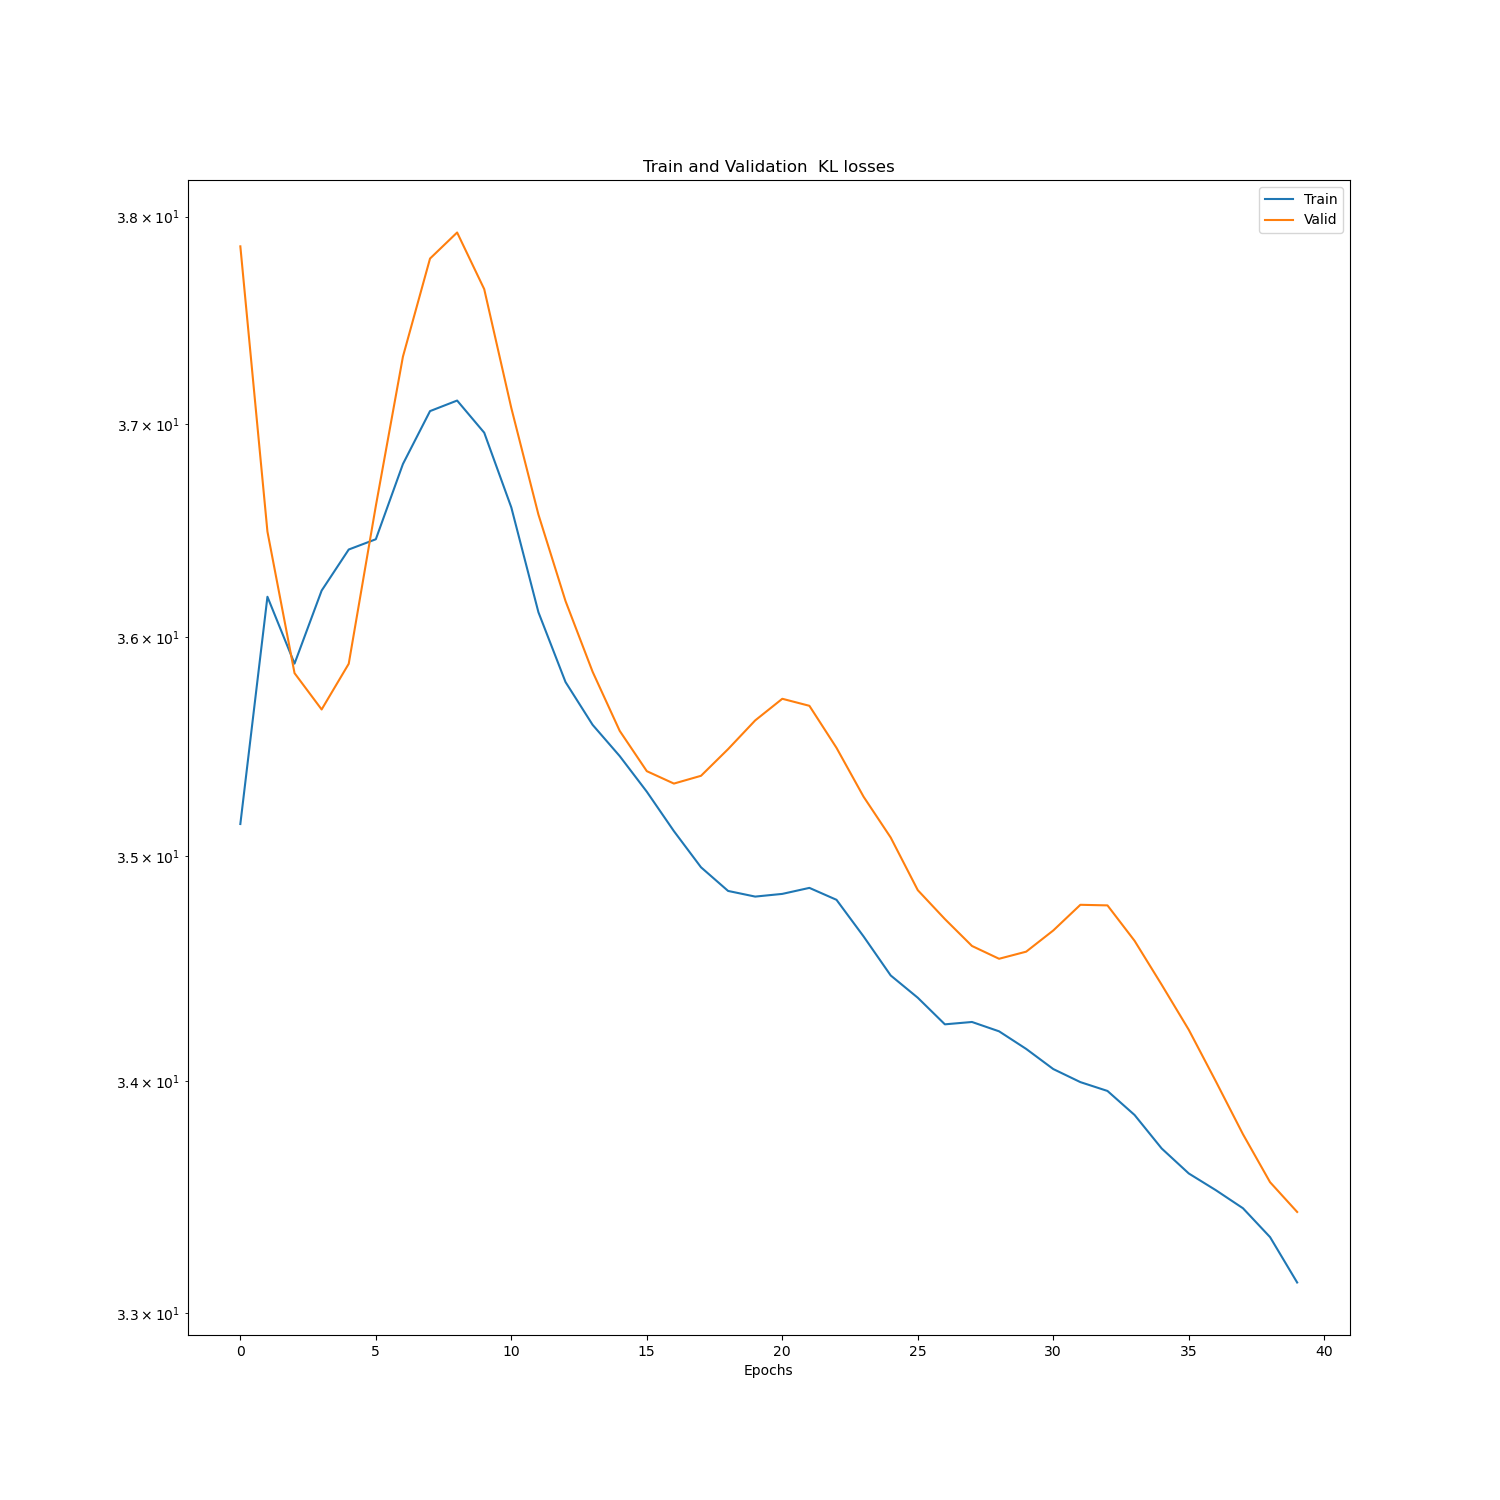 Train and Validation  KL losses
Train
Valid
3.8 × 10¹
3.7 × 10¹
3.6 × 10¹
3.5 × 10¹
3.4 × 10¹
3.3 × 10¹
0 5 10 15 20 25 30 35 40
Epochs